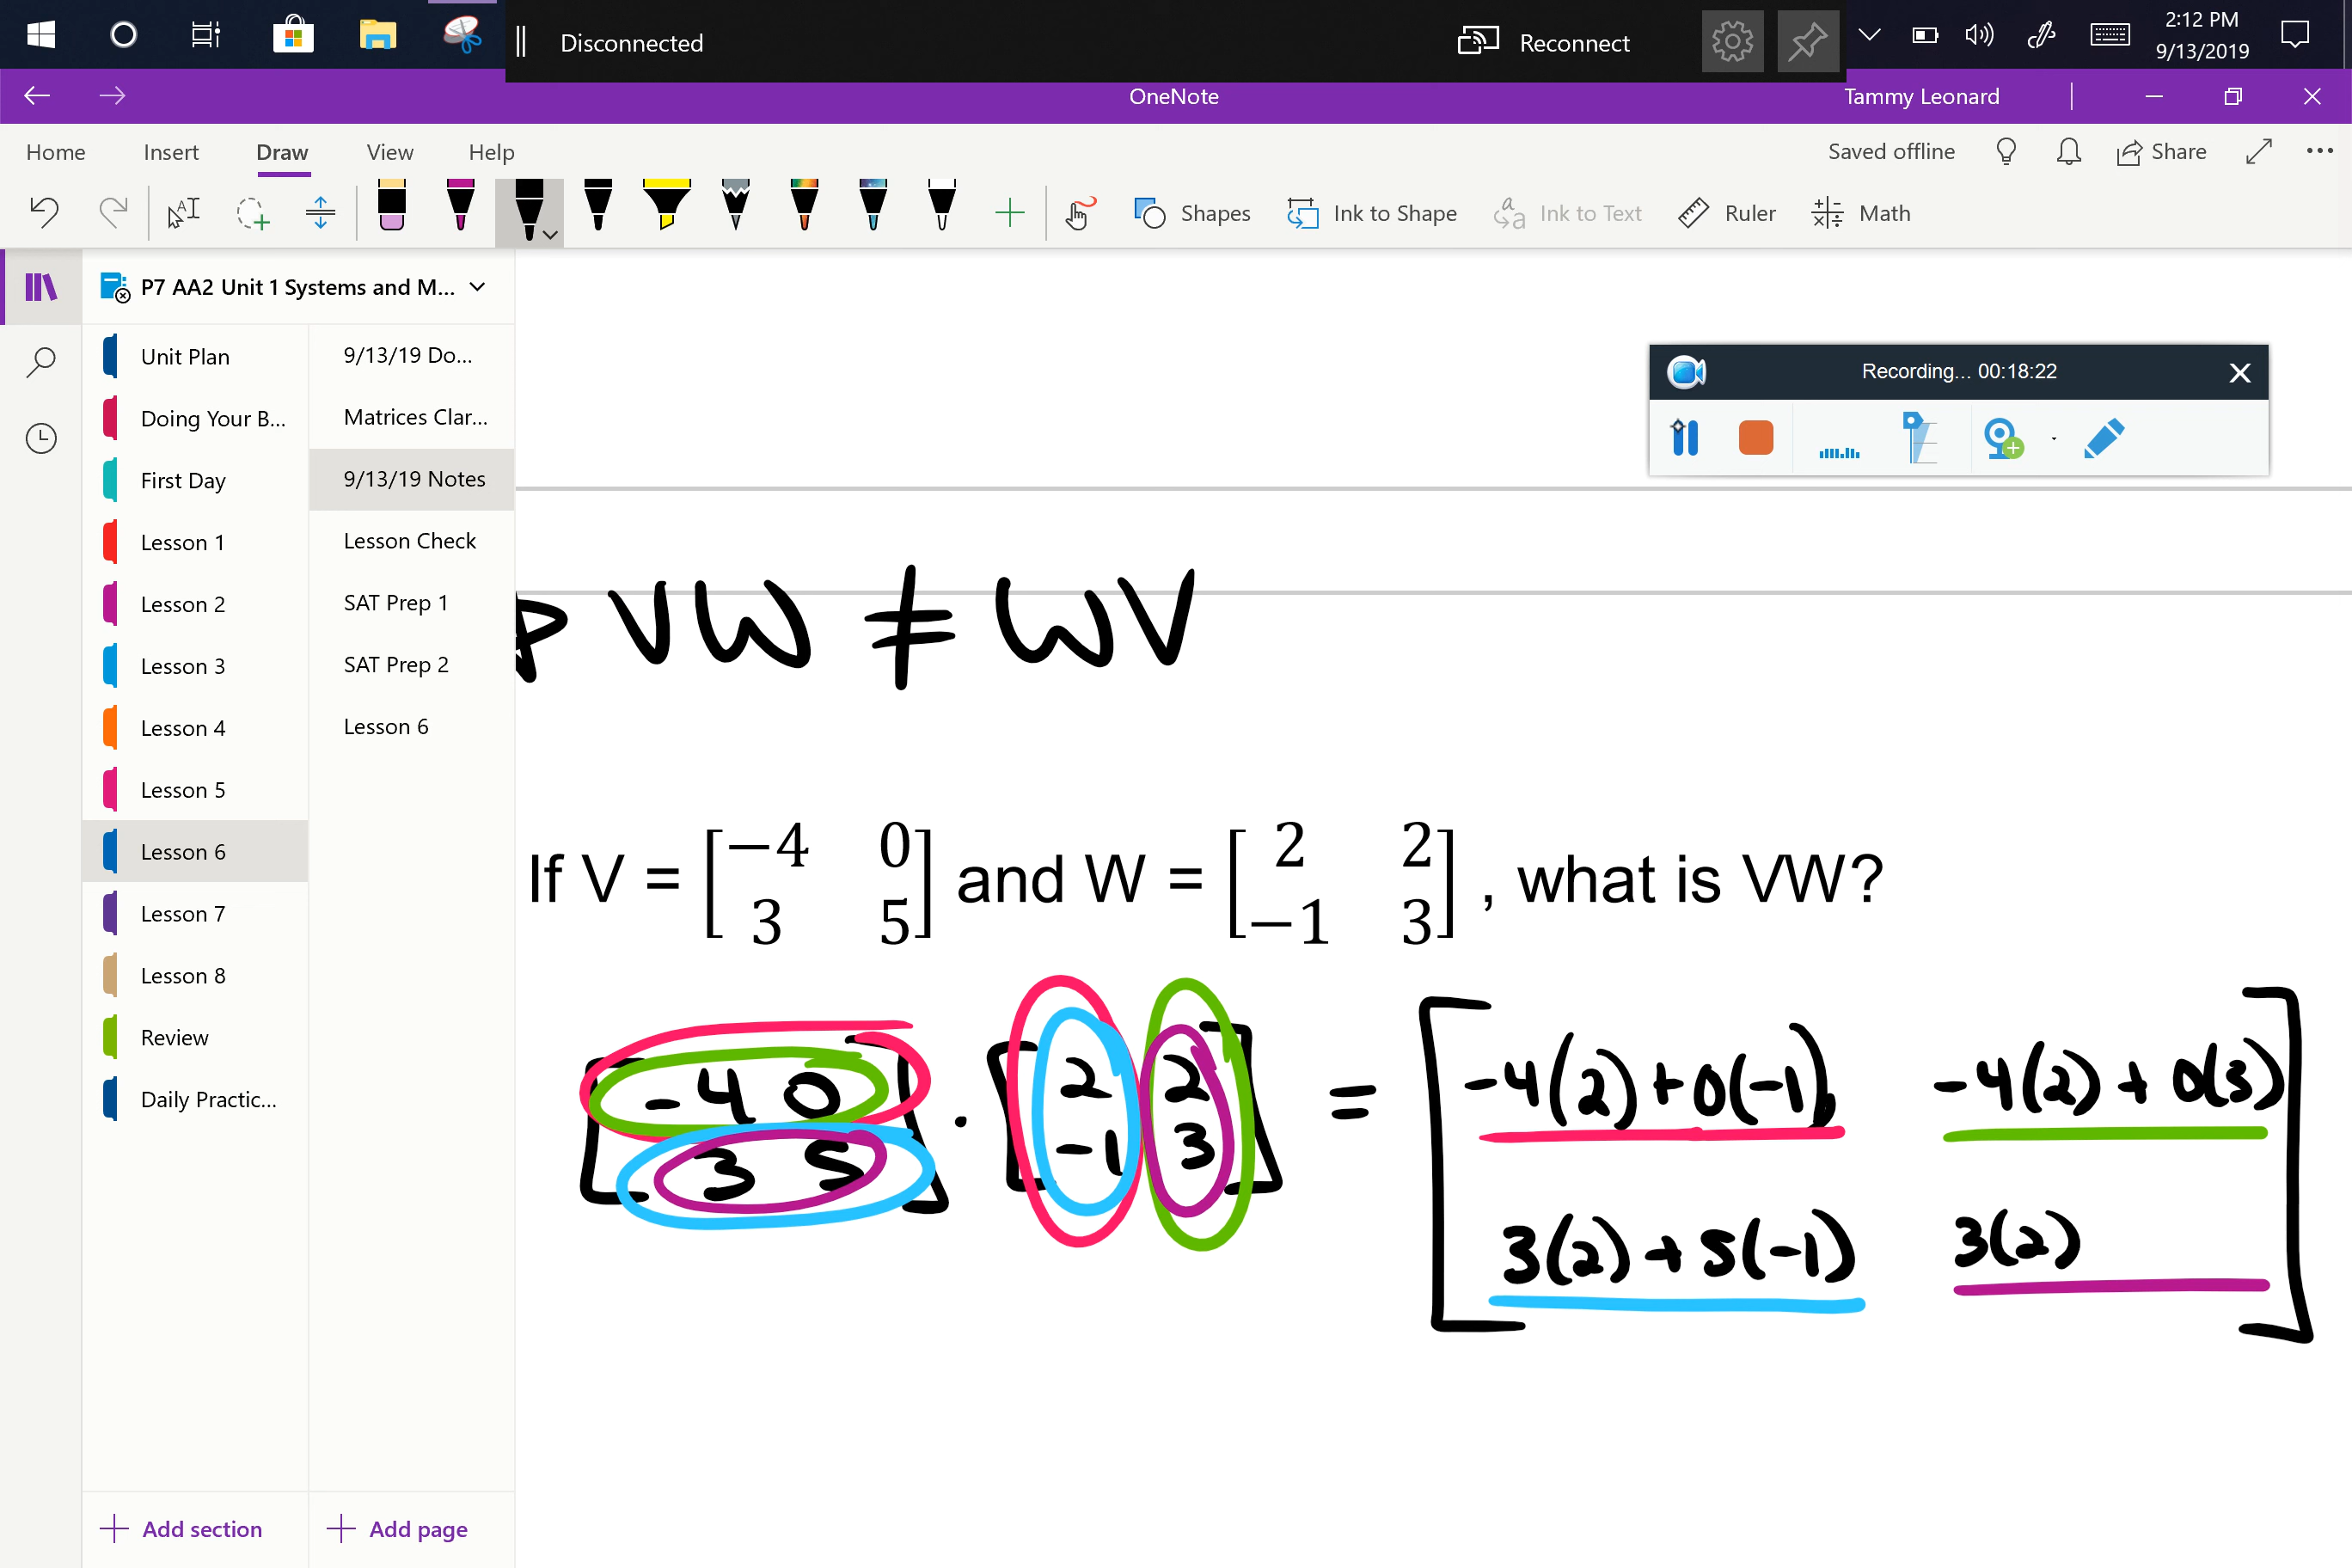 Disconnected
Reconnect
2:12 PM
9/13/2019
OneNote
Tammy Leonard
Home Insert Draw View Help
Saved offline
Share
Shapes
Ink to Shape
Ink to Text
Ruler
Math
P7 AA2 Unit 1 Systems and M...
Unit Plan
Doing Your B...
First Day
Lesson 1
Lesson 2
Lesson 3
Lesson 4
Lesson 5
Lesson 6
Lesson 7
Lesson 8
Review
Daily Practic...
Add section
9/13/19 Do...
Matrices Clar...
9/13/19 Notes
Lesson Check
SAT Prep 1
SAT Prep 2
Lesson 6
Add page
Recording... 00:18:22
VW ≠ WV
If V = [−4 0 and W = [2 2 , what is VW?
3 5] −1 3]
[-4 0 · [2 2 = [-4(2)+0(-1) -4(2)+0(3)
3 5] -1 3] 3(2)+5(-1) 3(2) ]